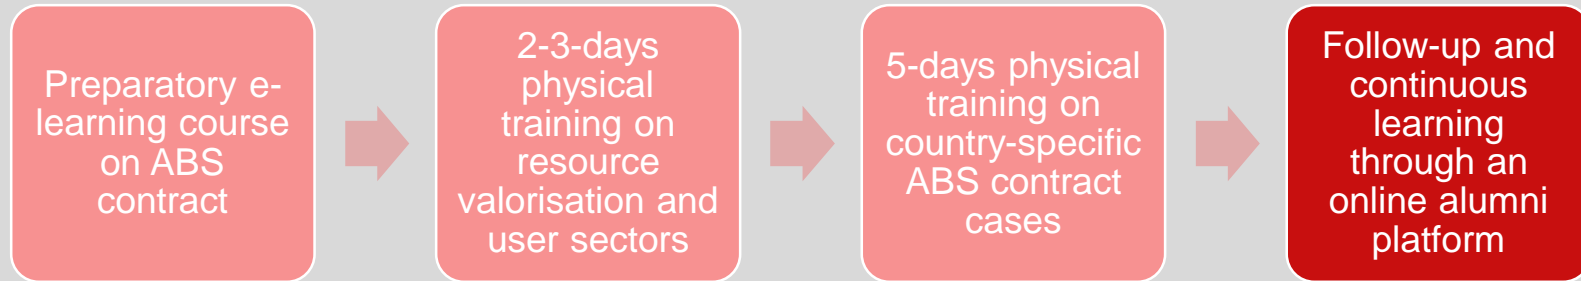 Preparatory e-
learning course
on ABS
contract
2-3-days
physical
training on
resource
valorisation and
user sectors
5-days physical
training on
country-specific
ABS contract
cases
Follow-up and
continuous
learning
through an
online alumni
platform